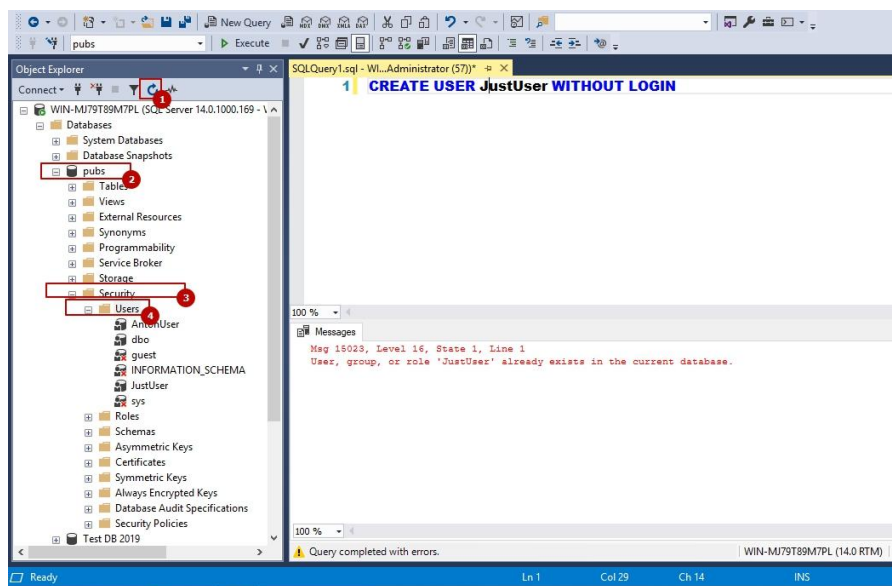 New Query
pubs
Execute
Object Explorer
SQLQuery1.sql - WI...Administrator (57))*
Connect
1
1 CREATE USER JustUser WITHOUT LOGIN
WIN-MJ79T89M7PL (SQL Server 14.0.1000.169 - \
Databases
System Databases
Database Snapshots
pubs
2
Tables
Views
External Resources
Synonyms
Programmability
Service Broker
Storage
Security
3
Users
4
AntonUser
dbo
guest
INFORMATION_SCHEMA
JustUser
sys
Roles
Schemas
Asymmetric Keys
Certificates
Symmetric Keys
Always Encrypted Keys
Database Audit Specifications
Security Policies
Test DB 2019
100 %
Messages
Msg 15023, Level 16, State 1, Line 1
User, group, or role 'JustUser' already exists in the current database.
100 %
Query completed with errors.
WIN-MJ79T89M7PL (14.0 RTM)
Ready
Ln 1
Col 29
Ch 14
INS